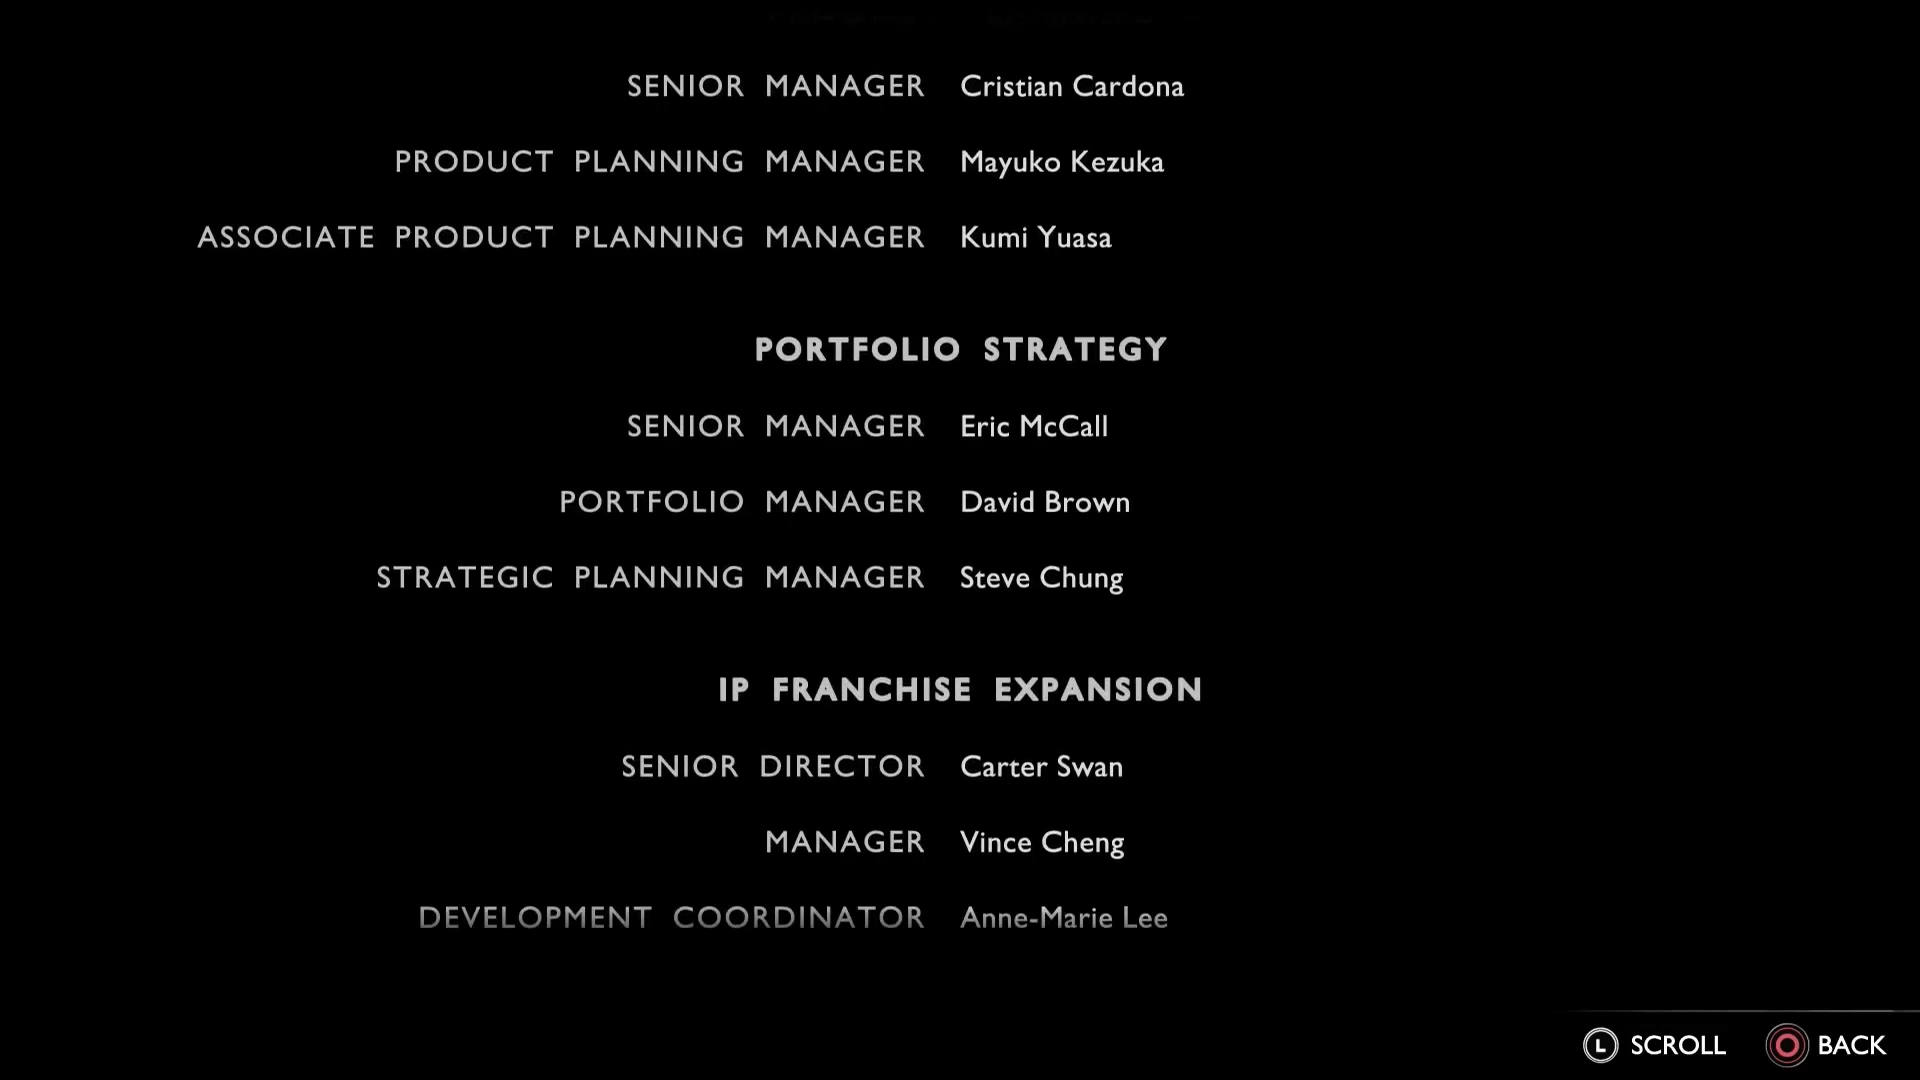 SENIOR MANAGER Cristian Cardona
PRODUCT PLANNING MANAGER Mayuko Kezuka
ASSOCIATE PRODUCT PLANNING MANAGER Kumi Yuasa
PORTFOLIO STRATEGY
SENIOR MANAGER Eric McCall
PORTFOLIO MANAGER David Brown
STRATEGIC PLANNING MANAGER Steve Chung
IP FRANCHISE EXPANSION
SENIOR DIRECTOR Carter Swan
MANAGER Vince Cheng
DEVELOPMENT COORDINATOR Anne-Marie Lee
L SCROLL BACK